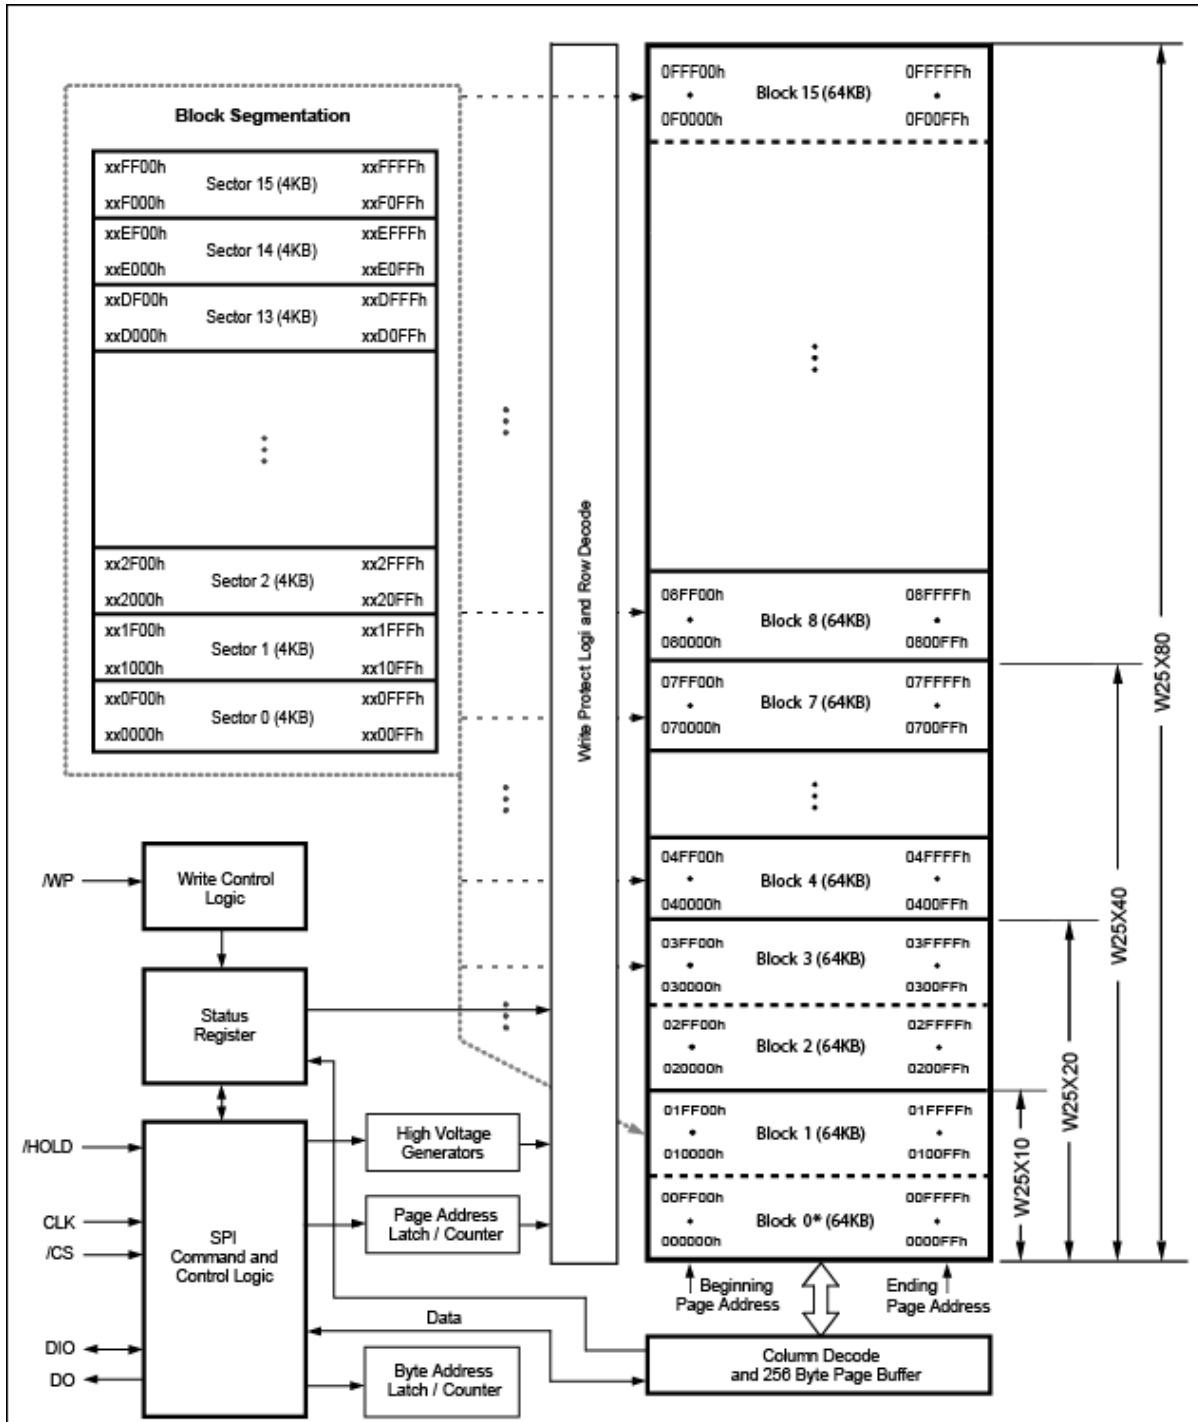 Block Segmentation
xxFF00h xxFFFFh
Sector 15 (4KB)
xxF000h xxF0FFh
xxEF00h xxEFFFh
Sector 14 (4KB)
xxE000h xxE0FFh
xxDF00h xxDFFFh
Sector 13 (4KB)
xxD000h xxD0FFh
xx2F00h xx2FFFh
Sector 2 (4KB)
xx2000h xx20FFh
xx1F00h xx1FFFh
Sector 1 (4KB)
xx1000h xx10FFh
xx0F00h xx0FFFh
Sector 0 (4KB)
xx0000h xx00FFh
Write Protect Logi and Row Decode
0FFF00h 0FFFFFh
Block 15 (64KB)
0F0000h 0F00FFh
08FF00h 08FFFFh
Block 8 (64KB)
080000h 0800FFh
07FF00h 07FFFFh
Block 7 (64KB)
070000h 0700FFh
04FF00h 04FFFFh
Block 4 (64KB)
040000h 0400FFh
03FF00h 03FFFFh
Block 3 (64KB)
030000h 0300FFh
02FF00h 02FFFFh
Block 2 (64KB)
020000h 0200FFh
01FF00h 01FFFFh
Block 1 (64KB)
010000h 0100FFh
00FF00h 00FFFFh
Block 0* (64KB)
000000h 0000FFh
W25X10
W25X20
W25X40
W25X80
Beginning
Page Address
Ending
Page Address
/WP
Write Control
Logic
Status
Register
/HOLD
CLK
/CS
DIO
DO
SPI
Command and
Control Logic
High Voltage
Generators
Page Address
Latch / Counter
Data
Byte Address
Latch / Counter
Column Decode
and 256 Byte Page Buffer